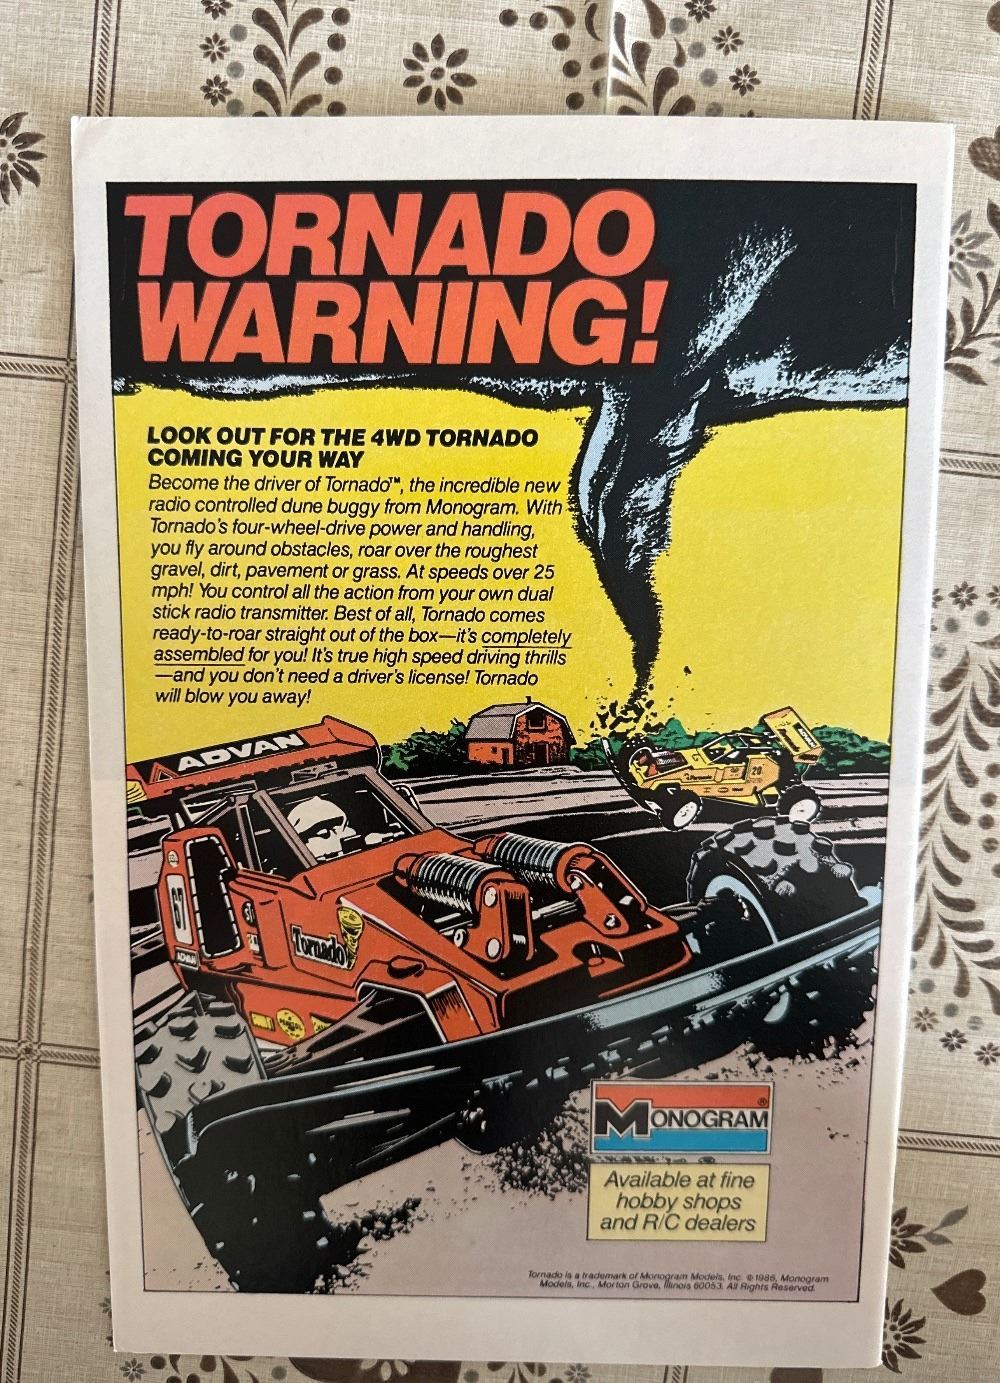 TORNADO
WARNING!
LOOK OUT FOR THE 4WD TORNADO
COMING YOUR WAY
Become the driver of Tornado™, the incredible new
radio controlled dune buggy from Monogram. With
Tornado's four-wheel-drive power and handling,
you fly around obstacles, roar over the roughest
gravel, dirt, pavement or grass. At speeds over 25
mph! You control all the action from your own dual
stick radio transmitter. Best of all, Tornado comes
ready-to-roar straight out of the box—it's completely
assembled for you! It's true high speed driving thrills
—and you don't need a driver's license! Tornado
will blow you away!
ADVAN
20
67
ADVAN
Tornado
MONOGRAM®
Available at fine
hobby shops
and R/C dealers
Tornado is a trademark of Monogram Models, Inc. © 1986, Monogram
Models, Inc., Morton Grove, Illinois 60053. All Rights Reserved.